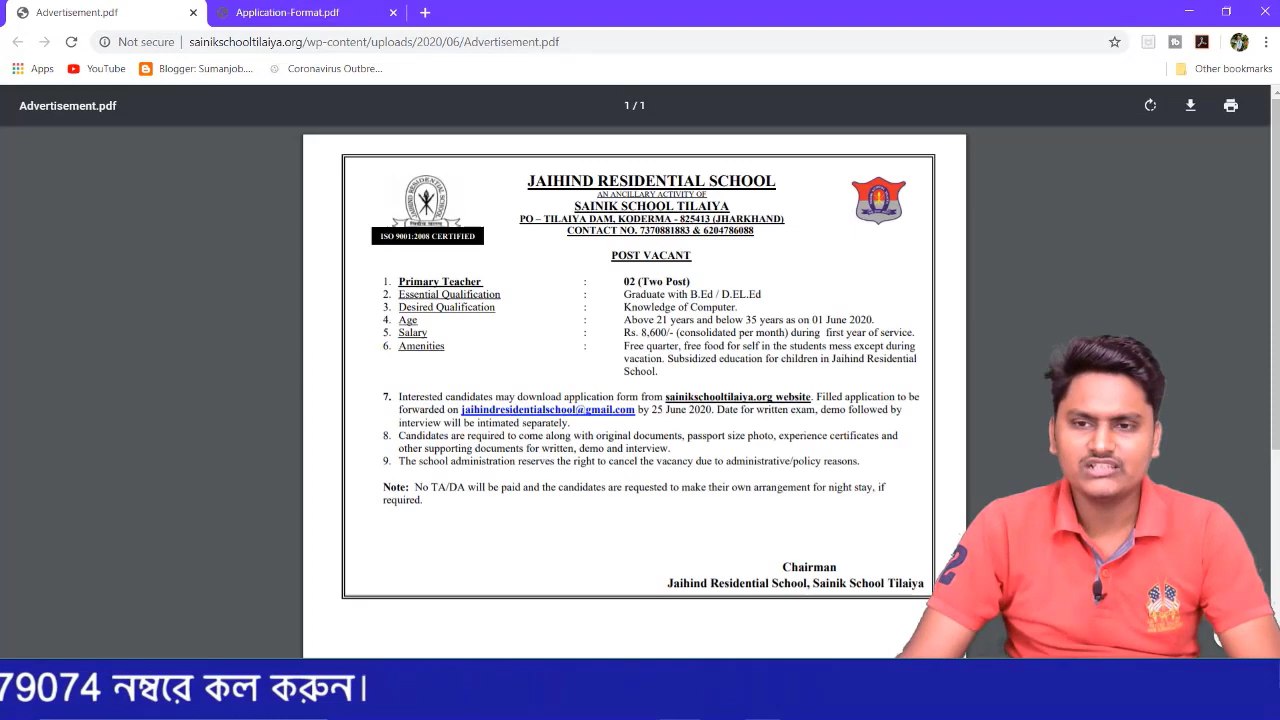 Advertisement.pdf
Application-Format.pdf
Not secure
sainikschooltilaiya.org/wp-content/uploads/2020/06/Advertisement.pdf
Apps
YouTube
Blogger: Sumanjob....
Coronavirus Outbre...
Other bookmarks
Advertisement.pdf
1 / 1
JAIHIND RESIDENTIAL SCHOOL
AN ANCILLARY ACTIVITY OF
SAINIK SCHOOL TILAIYA
PO – TILAIYA DAM, KODERMA - 825413 (JHARKHAND)
CONTACT NO. 7370881883 & 6204786088
ISO 9001:2008 CERTIFIED
POST VACANT
1. Primary Teacher : 02 (Two Post)
2. Essential Qualification : Graduate with B.Ed / D.EL.Ed
3. Desired Qualification : Knowledge of Computer.
4. Age : Above 21 years and below 35 years as on 01 June 2020.
5. Salary : Rs. 8,600/- (consolidated per month) during first year of service.
6. Amenities : Free quarter, free food for self in the students mess except during
vacation. Subsidized education for children in Jaihind Residential
School.
7. Interested candidates may download application form from sainikschooltilaiya.org website. Filled application to be
forwarded on jaihindresidentialschool@gmail.com by 25 June 2020. Date for written exam, demo followed by
interview will be intimated separately.
8. Candidates are required to come along with original documents, passport size photo, experience certificates and
other supporting documents for written, demo and interview.
9. The school administration reserves the right to cancel the vacancy due to administrative/policy reasons.
Note: No TA/DA will be paid and the candidates are requested to make their own arrangement for night stay, if
required.
Chairman
Jaihind Residential School, Sainik School Tilaiya
79074 নম্বরে কল করুন।